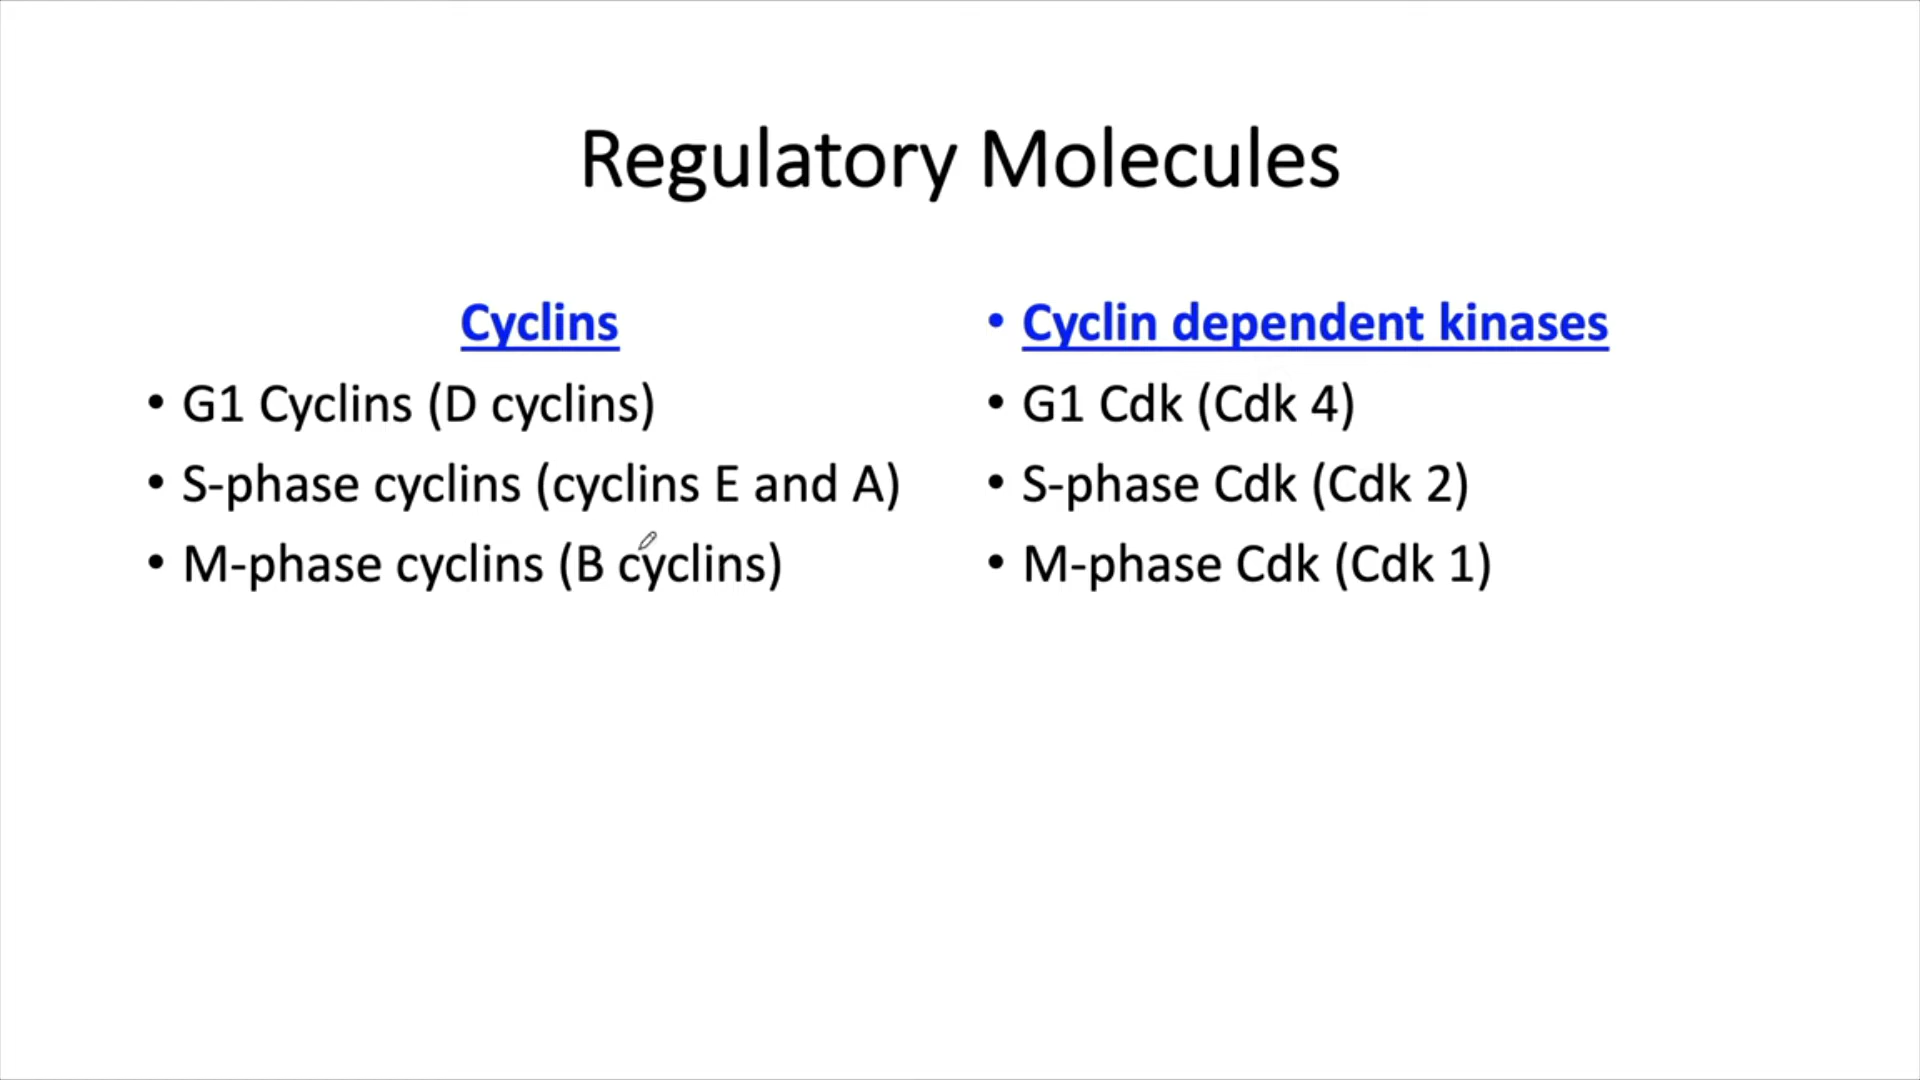 Regulatory Molecules
Cyclins
• G1 Cyclins (D cyclins)
• S-phase cyclins (cyclins E and A)
• M-phase cyclins (B cyclins)
• Cyclin dependent kinases
• G1 Cdk (Cdk 4)
• S-phase Cdk (Cdk 2)
• M-phase Cdk (Cdk 1)